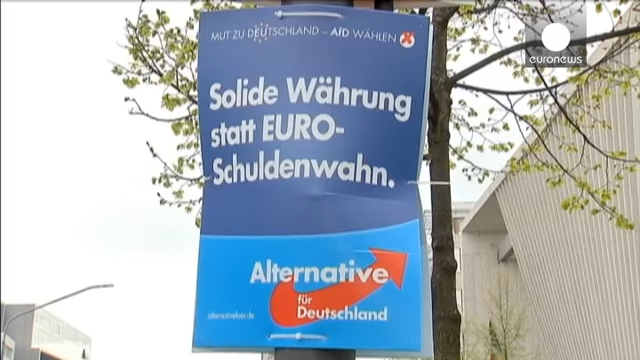 MUT ZU DEUTSCHLAND – AfD WÄHLEN
euronews
Solide Währung
statt EURO-
Schuldenwahn.
Alternative
für
Deutschland
alternativefuer.de